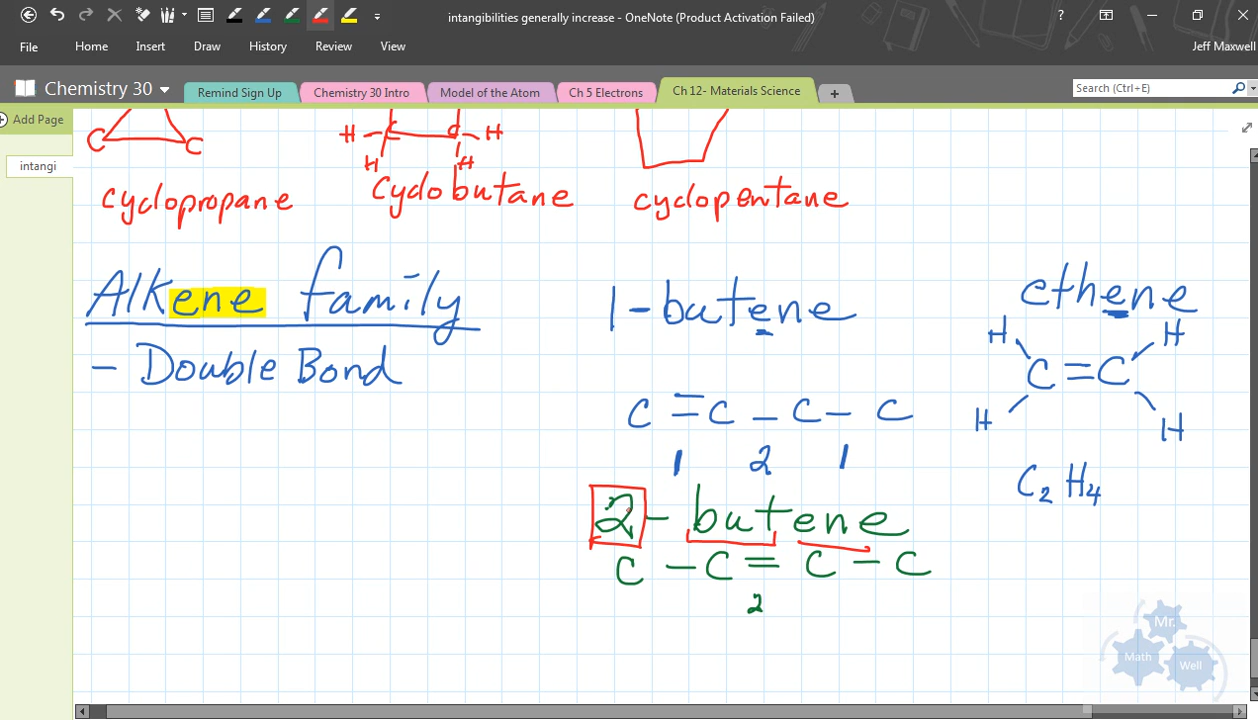 intangibilities generally increase - OneNote (Product Activation Failed)
?
File Home Insert Draw History Review View
Jeff Maxwell
Chemistry 30
Remind Sign Up
Chemistry 30 Intro
Model of the Atom
Ch 5 Electrons
Ch 12- Materials Science
Search (Ctrl+E)
Add Page
intangi
C C
H - C - C - H
H H
cyclopropane
cyclobutane
cyclopentane
Alkene family
- Double Bond
1-butene
C = C - C - C
1 2 1
2 - butene
C - C = C - C
2
ethene
H H
C = C
H H
C2 H4
Mr.
Math
Well